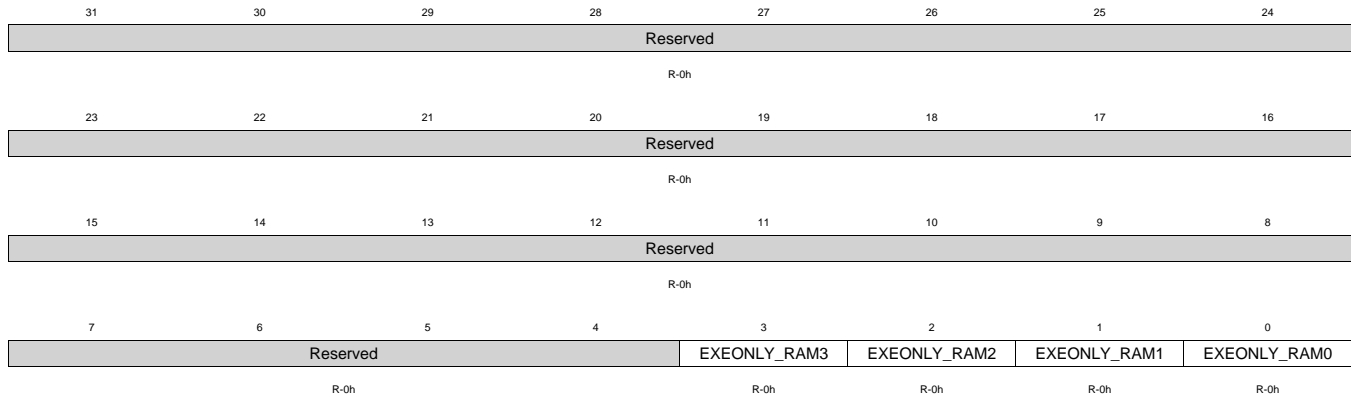 31 30 29 28 27 26 25 24
Reserved
R-0h
23 22 21 20 19 18 17 16
Reserved
R-0h
15 14 13 12 11 10 9 8
Reserved
R-0h
7 6 5 4 3 2 1 0
Reserved EXEONLY_RAM3 EXEONLY_RAM2 EXEONLY_RAM1 EXEONLY_RAM0
R-0h R-0h R-0h R-0h R-0h